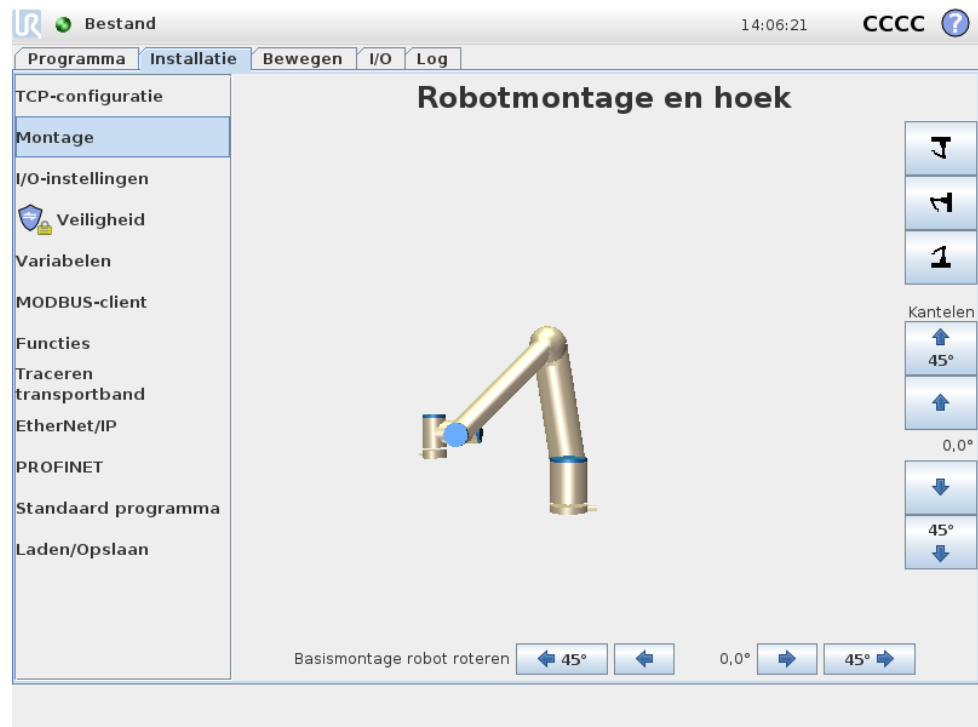 Bestand
14:06:21
CCCC
?
Programma Installatie Bewegen I/O Log
TCP-configuratie
Montage
I/O-instellingen
Veiligheid
Variabelen
MODBUS-client
Functies
Traceren
transportband
EtherNet/IP
PROFINET
Standaard programma
Laden/Opslaan
Robotmontage en hoek
Kantelen
45°
0,0°
45°
Basismontage robot roteren 45° 0,0° 45°